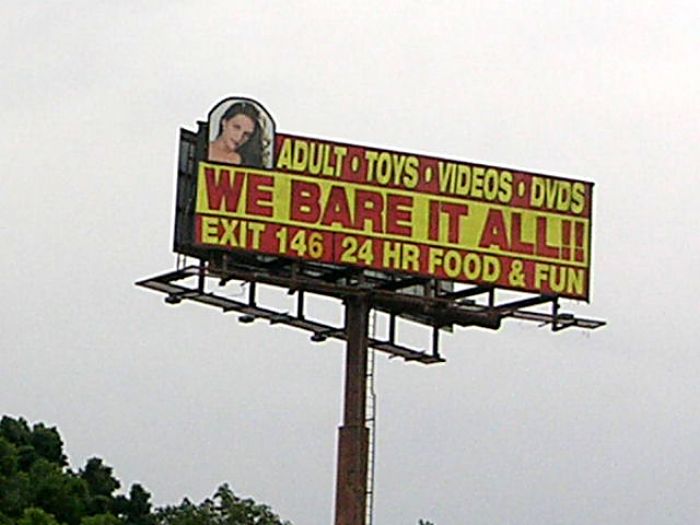 ADULT • TOYS • VIDEOS • DVDS
WE BARE IT ALL!!
EXIT 146 24 HR FOOD & FUN